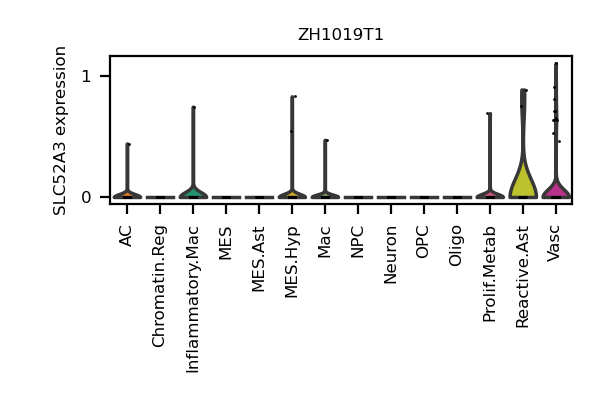 ZH1019T1
SLC52A3 expression
1
0
AC
Chromatin.Reg
Inflammatory.Mac
MES
MES.Ast
MES.Hyp
Mac
NPC
Neuron
OPC
Oligo
Prolif.Metab
Reactive.Ast
Vasc